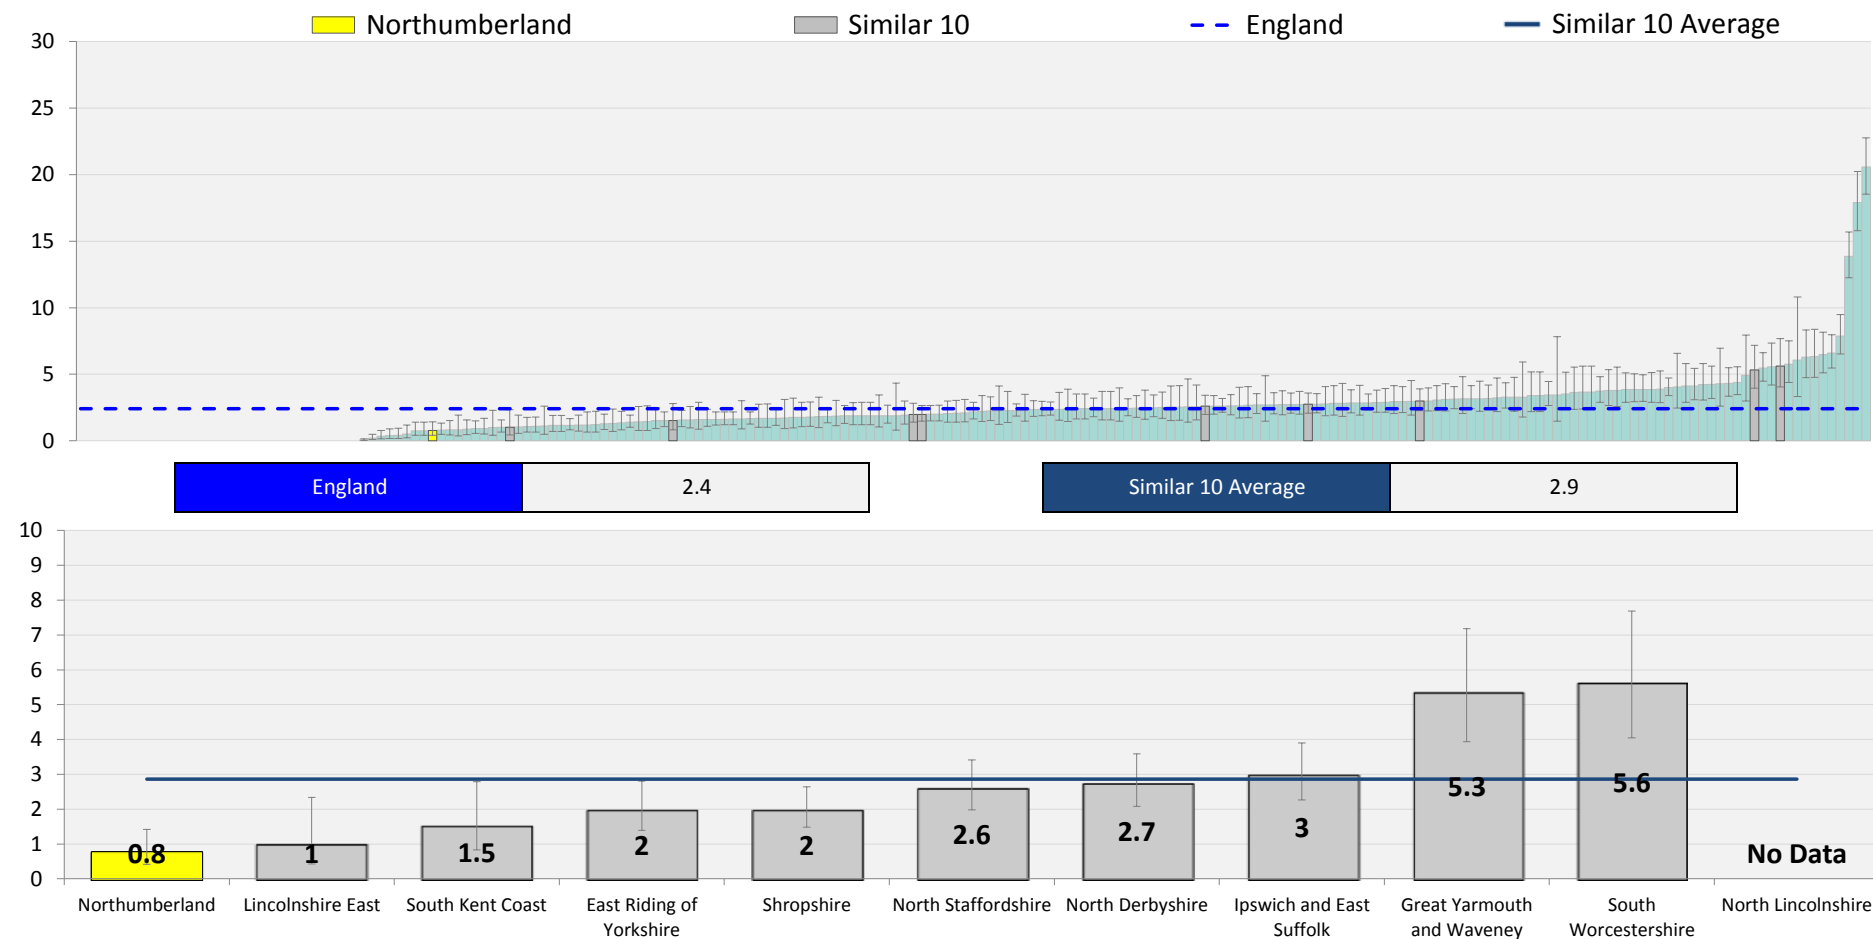 Northumberland
Similar 10
England
Similar 10 Average
30
25
20
15
10
5
0
England
2.4
Similar 10 Average
2.9
10
9
8
7
6
5
4
3
2
1
0
0.8
1
1.5
2
2
2.6
2.7
3
5.3
5.6
No Data
Northumberland
Lincolnshire East
South Kent Coast
East Riding of
Yorkshire
Shropshire
North Staffordshire
North Derbyshire
Ipswich and East
Suffolk
Great Yarmouth
and Waveney
South
Worcestershire
North Lincolnshire